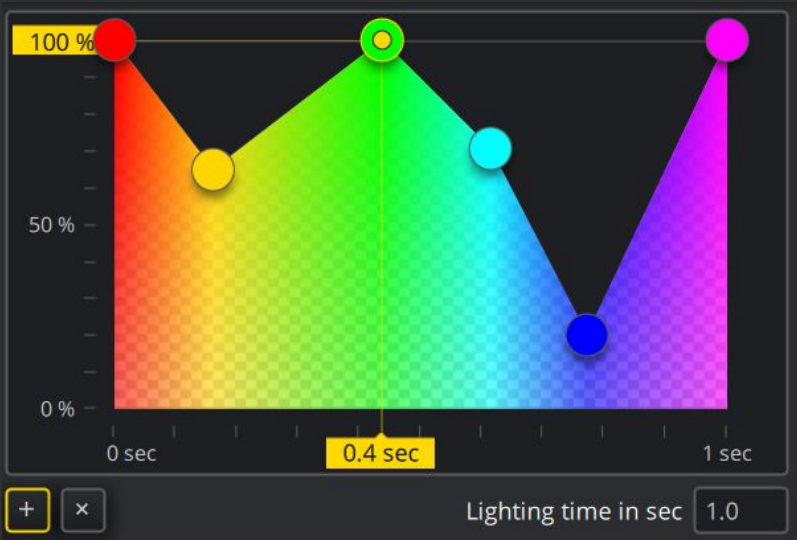 100 %
50 %
0 %
0 sec 0.4 sec 1 sec
+ × Lighting time in sec 1.0